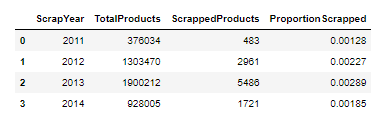 ScrapYear TotalProducts ScrappedProducts ProportionScrapped
0 2011 376034 483 0.00128
1 2012 1303470 2961 0.00227
2 2013 1900212 5486 0.00289
3 2014 928005 1721 0.00185